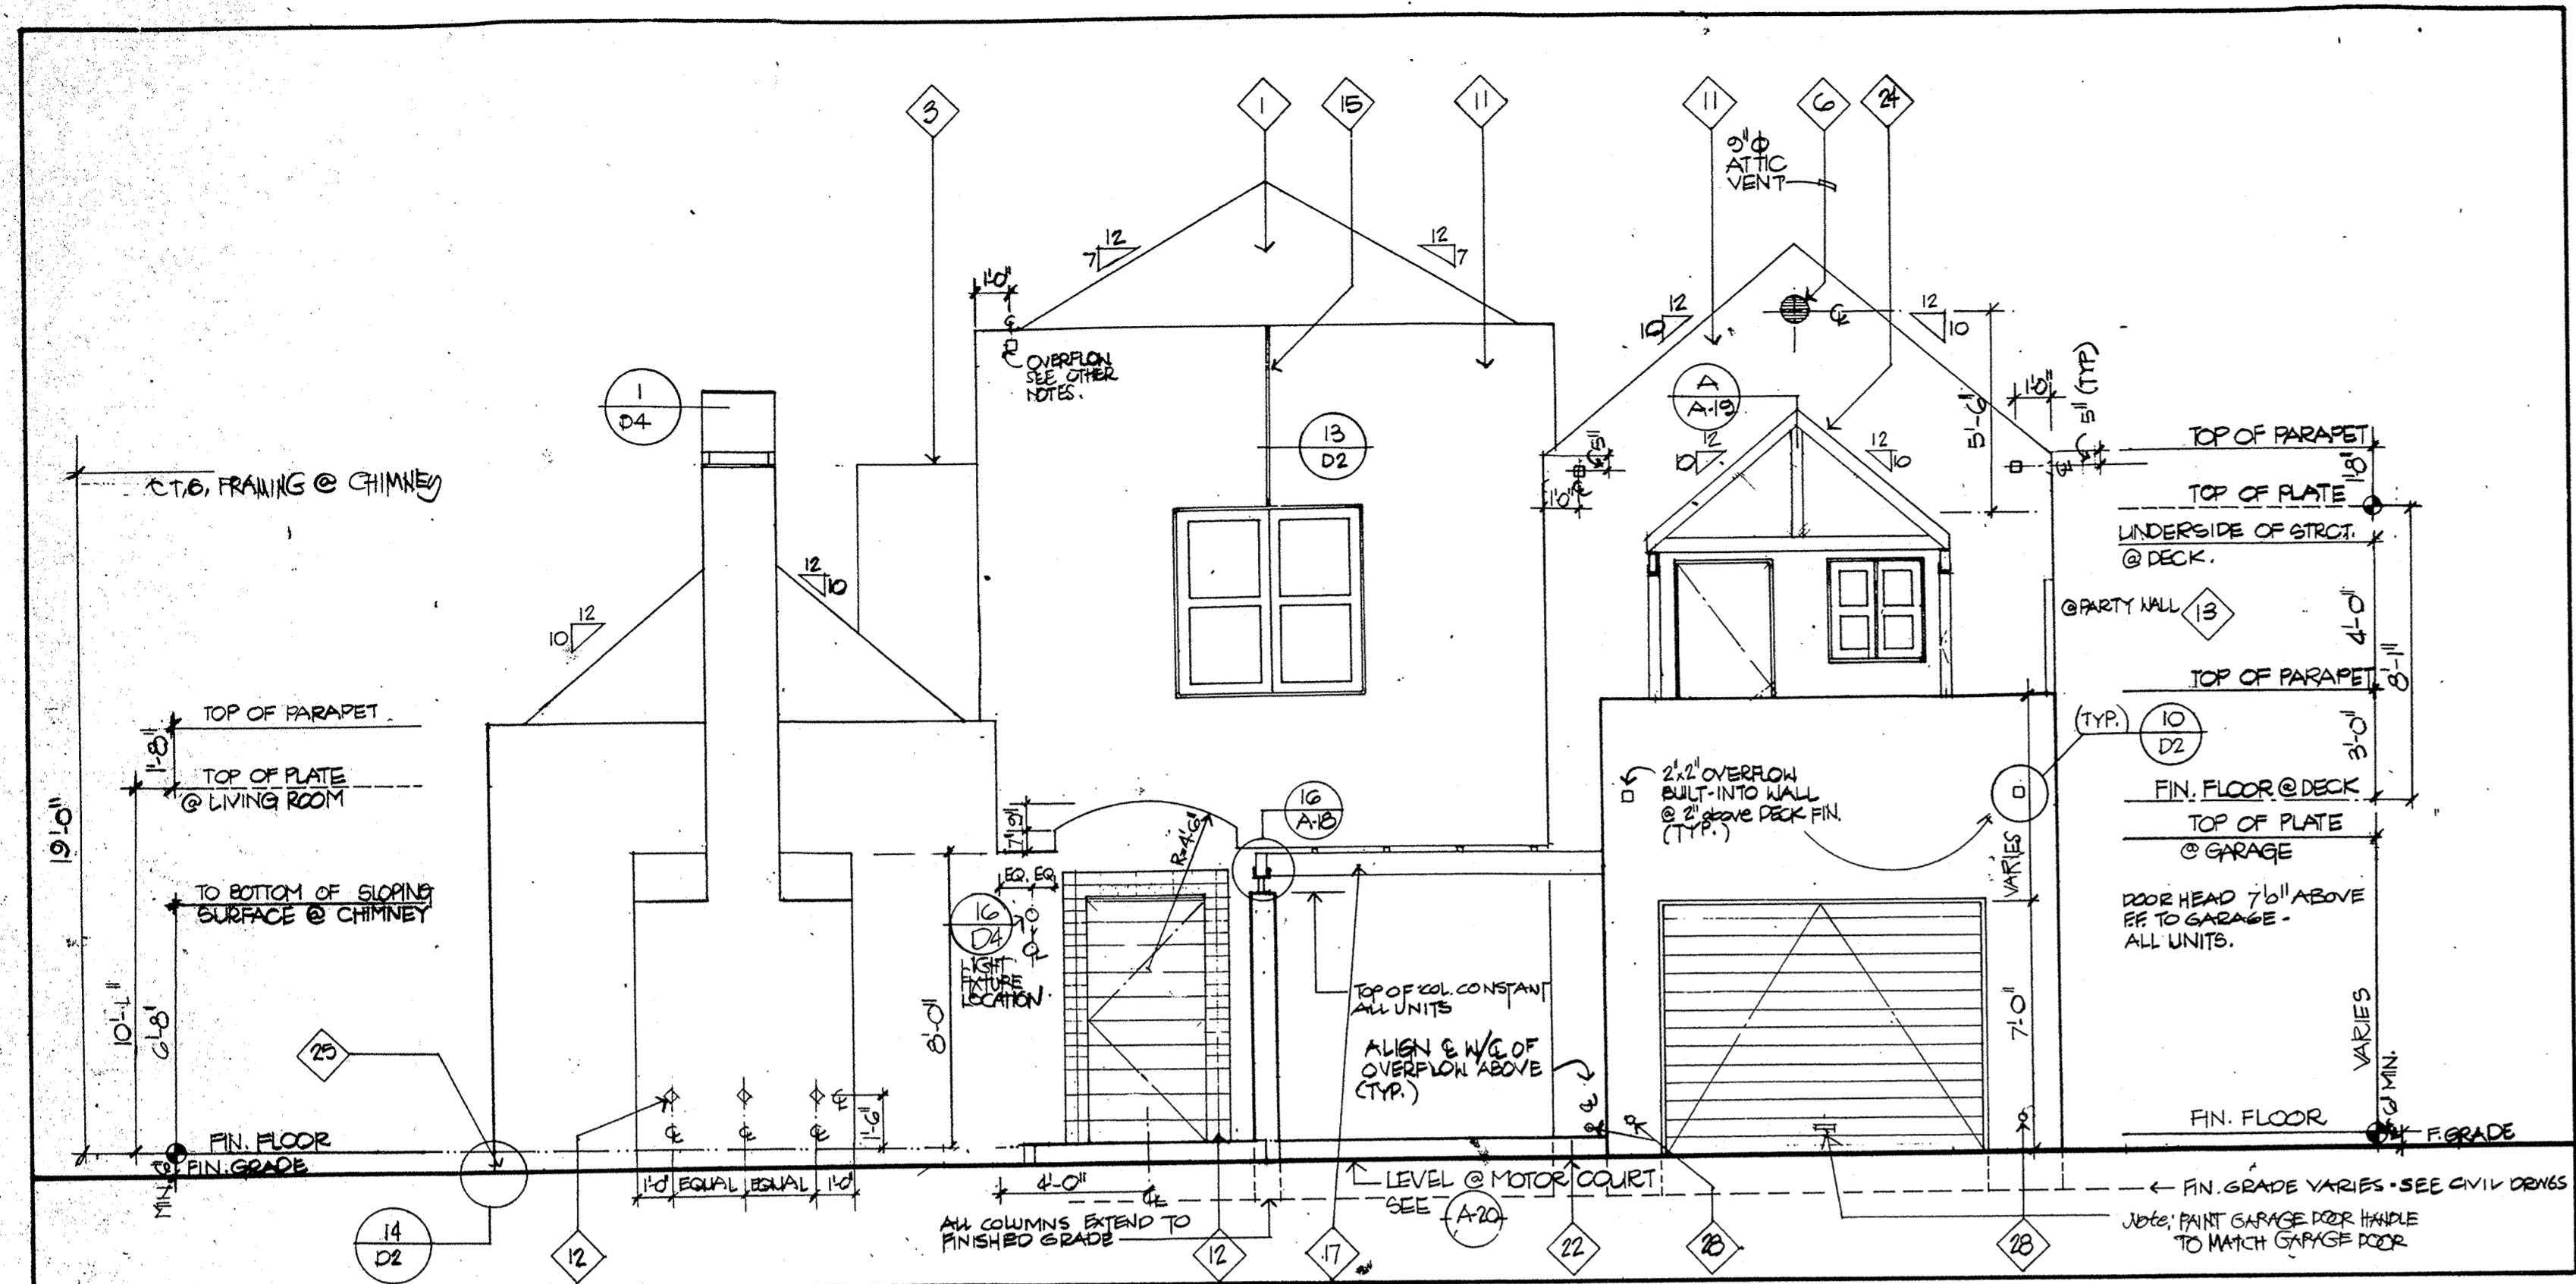 3
1
15
11
11
6
24
9"Φ
ATTIC
VENT
12
7
12
7
1'-0"
℄
OVERFLOW
SEE OTHER
NOTES.
12
10
℄
12
10
5'-6"
1'-0"
5" (TYP)
℄
1
D4
13
D2
A
A-19
12
10
12
10
5"
℄
1'-0"
C T.B. FRAMING @ CHIMNEY
19'-0"
12
10
12
10
TOP OF PARAPET
1'-8"
TOP OF PLATE
UNDERSIDE OF STRCT.
@ DECK.
@PARTY WALL
13
4'-0"
8'-1"
TOP OF PARAPET
3'-0"
(TYP.)
10
D2
FIN. FLOOR @ DECK
TOP OF PLATE
@ GARAGE
DOOR HEAD 7'0" ABOVE
F.F. TO GARAGE -
ALL UNITS.
VARIES
6" MIN.
FIN. FLOOR
F. GRADE
TOP OF PARAPET
1'-8"
TOP OF PLATE
@ LIVING ROOM
TO BOTTOM OF SLOPING
SURFACE @ CHIMNEY
10'-1"
6'-8"
FIN. FLOOR
FIN. GRADE
MIN.
25
14
D2
12
℄
℄
℄
℄
1'-6"
1'-0"
EQUAL
EQUAL
1'-0"
8'-0"
7"
9"
EQ. EQ.
R=4'-6"
16
D4
LIGHT
FIXTURE
LOCATION.
℄
16
A-18
TOP OF COL. CONSTANT
ALL UNITS
ALIGN ℄ W/℄ OF
OVERFLOW ABOVE
(TYP.)
℄
2"x2" OVERFLOW
BUILT-INTO WALL
@ 2" above DECK FIN.
(TYP.)
VARIES
7'-0"
4'-0"
℄
ALL COLUMNS EXTEND TO
FINISHED GRADE
LEVEL @ MOTOR COURT
SEE
A-20
12
17
22
28
28
FIN. GRADE VARIES - SEE CIVIL DRWGS
Note: PAINT GARAGE DOOR HANDLE
TO MATCH GARAGE DOOR